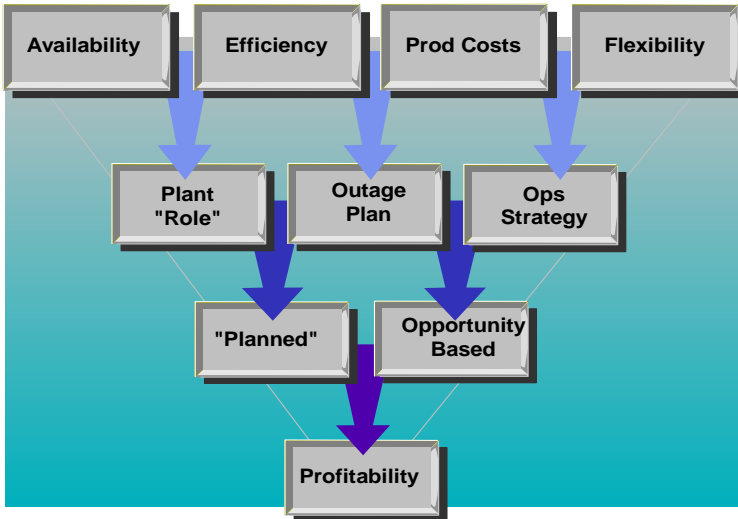 Availability
Efficiency
Prod Costs
Flexibility
Plant
"Role"
Outage
Plan
Ops
Strategy
"Planned"
Opportunity
Based
Profitability